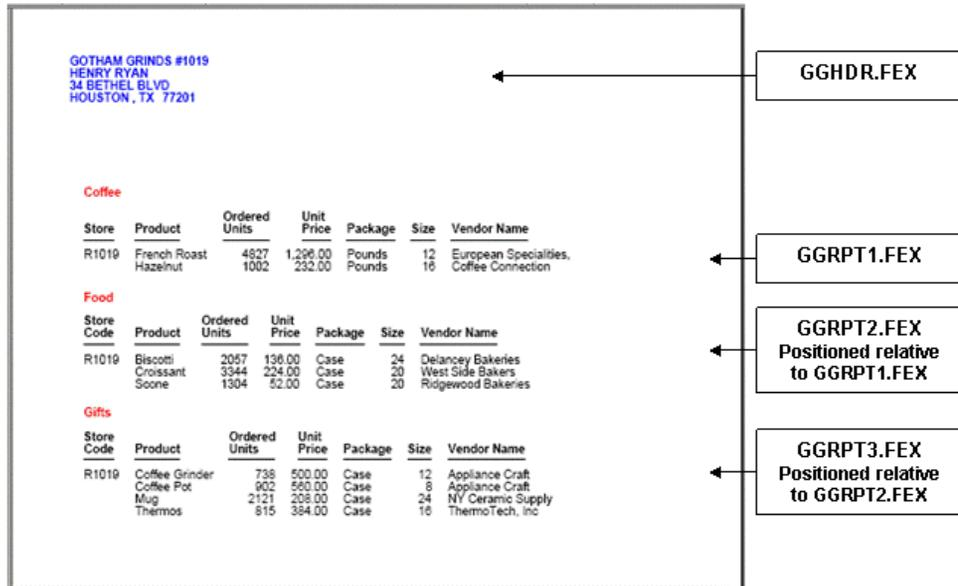 GOTHAM GRINDS #1019
HENRY RYAN
34 BETHEL BLVD
HOUSTON , TX 77201
GGHDR.FEX
Coffee
Store Product Ordered Units Unit Price Package Size Vendor Name
R1019 French Roast 4827 1,296.00 Pounds 12 European Specialities,
Hazelnut 1002 232.00 Pounds 16 Coffee Connection
GGRPT1.FEX
Food
Store Code Product Ordered Units Unit Price Package Size Vendor Name
R1019 Biscotti 2057 136.00 Case 24 Delancey Bakeries
Croissant 3344 224.00 Case 20 West Side Bakers
Scone 1304 52.00 Case 20 Ridgewood Bakeries
GGRPT2.FEX
Positioned relative
to GGRPT1.FEX
Gifts
Store Code Product Ordered Units Unit Price Package Size Vendor Name
R1019 Coffee Grinder 738 500.00 Case 12 Appliance Craft
Coffee Pot 902 560.00 Case 8 Appliance Craft
Mug 2121 208.00 Case 24 NY Ceramic Supply
Thermos 815 384.00 Case 16 ThermoTech, Inc
GGRPT3.FEX
Positioned relative
to GGRPT2.FEX